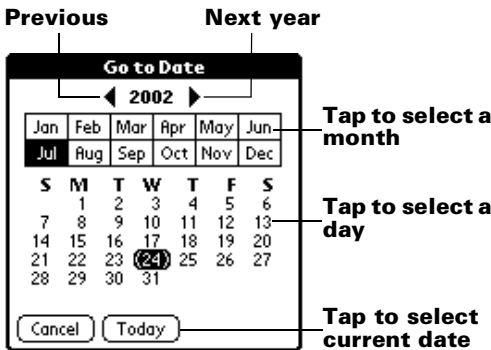 Previous Next year
Go to Date
2002
Jan Feb Mar Apr May Jun
Tap to select a
month
Jul Aug Sep Oct Nov Dec
S M T W T F S
1 2 3 4 5 6
Tap to select a
day
7 8 9 10 11 12 13
14 15 16 17 18 19 20
21 22 23 24 25 26 27
28 29 30 31
Cancel Today
Tap to select
current date